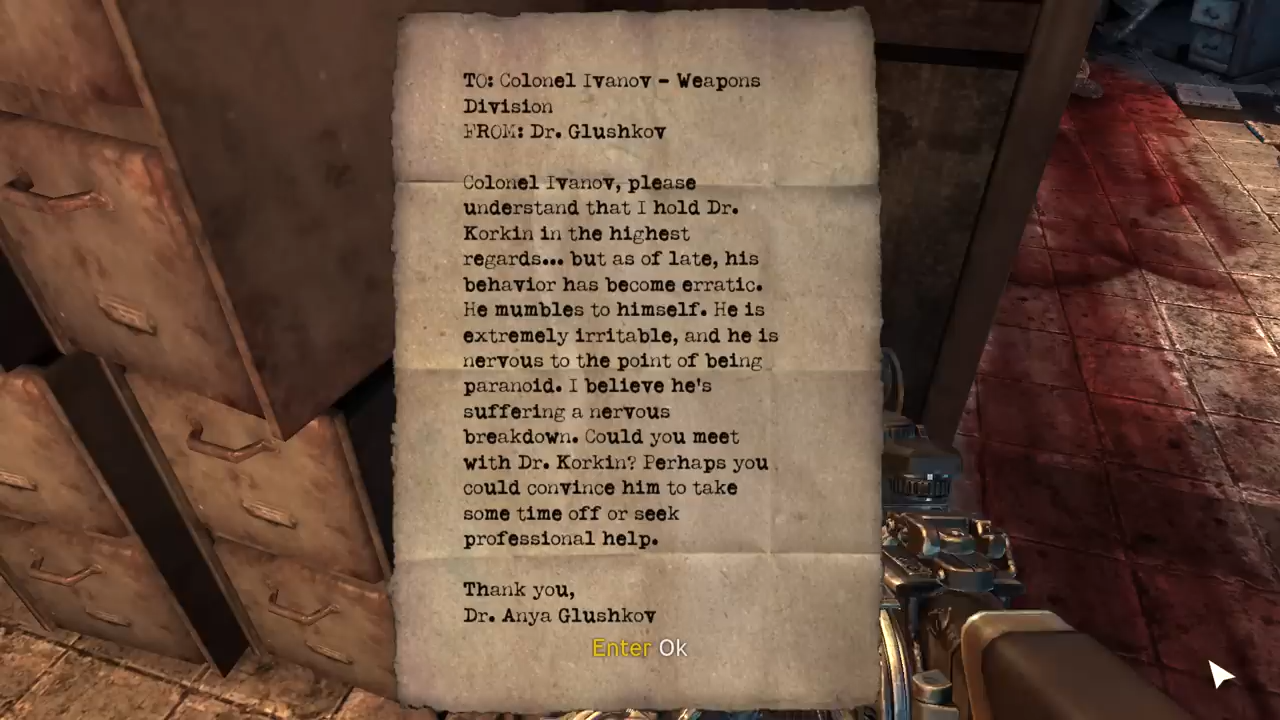 TO: Colonel Ivanov - Weapons
Division
FROM: Dr. Glushkov
Colonel Ivanov, please
understand that I hold Dr.
Korkin in the highest
regards... but as of late, his
behavior has become erratic.
He mumbles to himself. He is
extremely irritable, and he is
nervous to the point of being
paranoid. I believe he's
suffering a nervous
breakdown. Could you meet
with Dr. Korkin? Perhaps you
could convince him to take
some time off or seek
professional help.
Thank you,
Dr. Anya Glushkov
Enter Ok